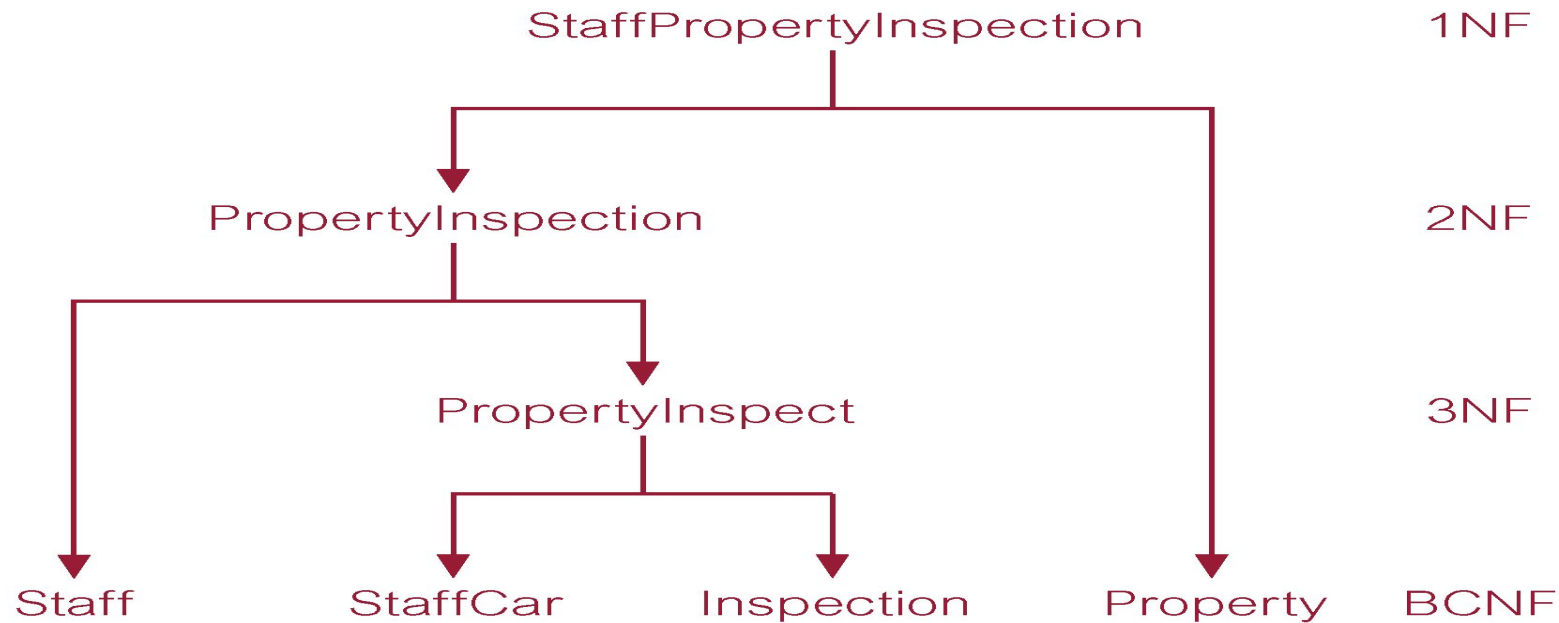 StaffPropertyInspection 1NF
PropertyInspection 2NF
PropertyInspect 3NF
Staff StaffCar Inspection Property BCNF